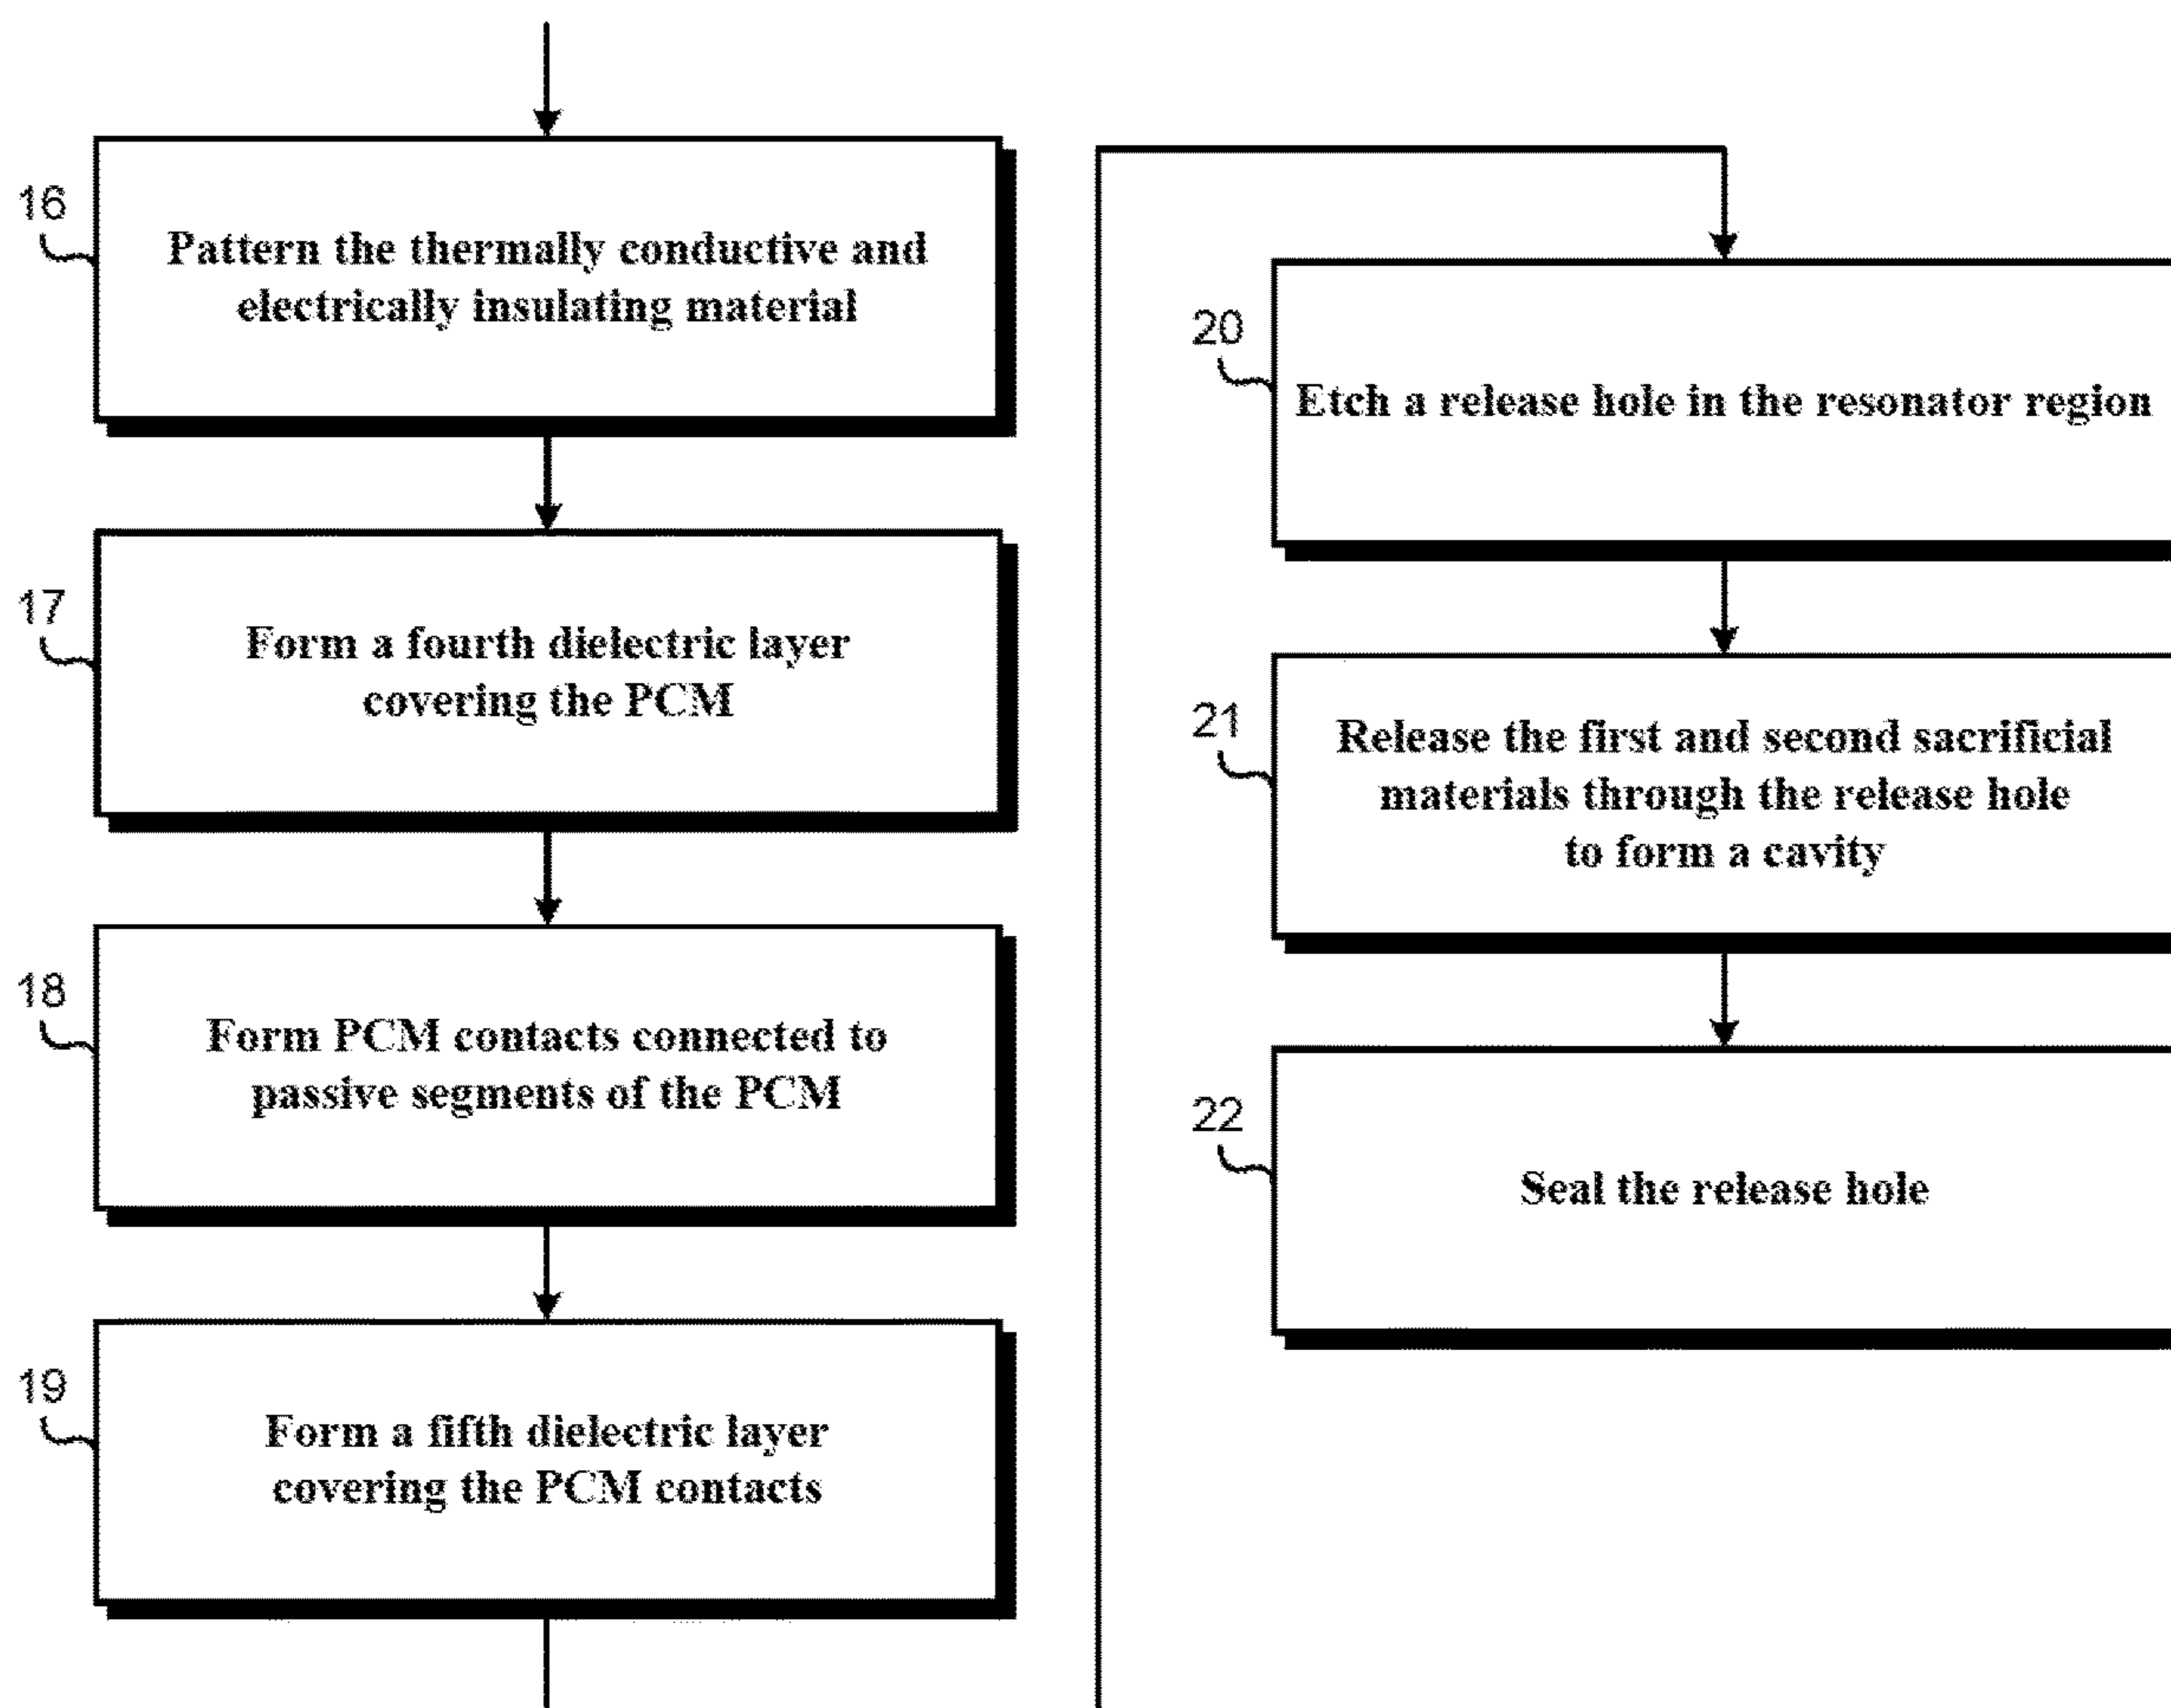 16
Pattern the thermally conductive and
electrically insulating material
17
Form a fourth dielectric layer
covering the PCM
18
Form PCM contacts connected to
passive segments of the PCM
19
Form a fifth dielectric layer
covering the PCM contacts
20
Etch a release hole in the resonator region
21
Release the first and second sacrificial
materials through the release hole
to form a cavity
22
Seal the release hole